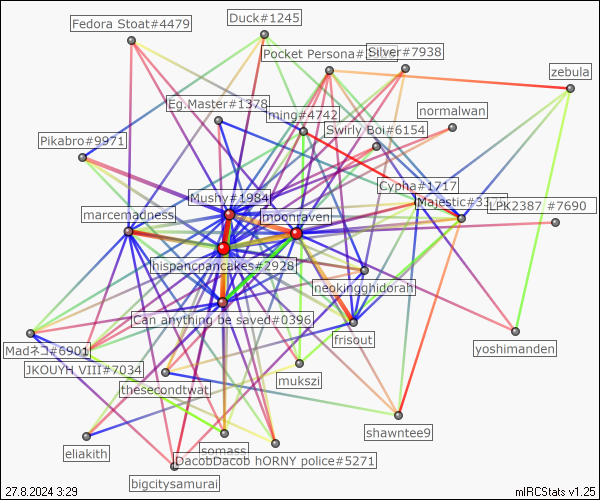 Fedora Stoat#4479
Duck#1245
Pocket Persona#
Silver#7938
zebula
Eg.Master#1378
ming#4742
normalwan
Swirly Boi#6154
Pikabro#9971
Mushy#1984
Cypha#1717
Majestic#33
LPK2387 #7690
marcemadness
moonraven
hispancpancakes#2928
neokingghidorah
Can anything be saved#0396
frisout
Madネコ#6901
yoshimanden
JKOUYH VIII#7034
thesecondtwat
mukszi
shawntee9
eliakith
somass
DacobDacob hORNY police#5271
bigcitysamurai
27.8.2024 3:29
mIRCStats v1.25